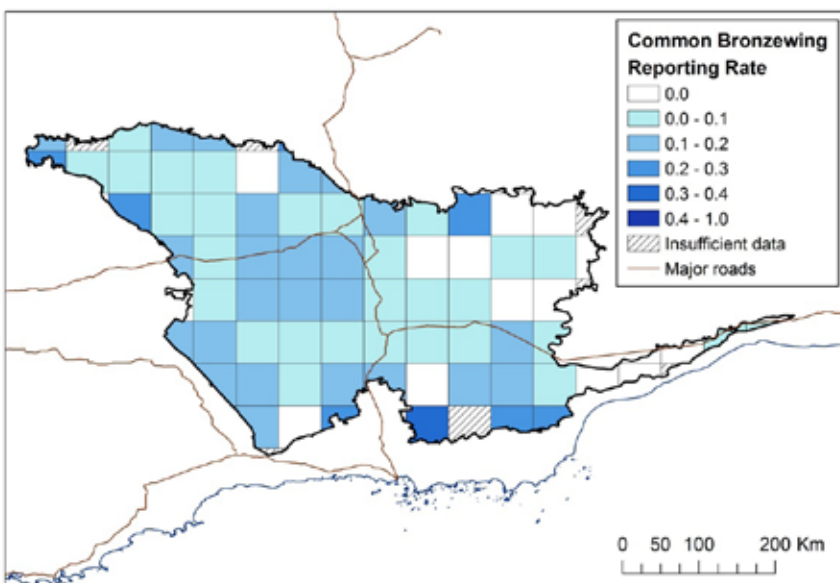 Common Bronzewing
Reporting Rate
0.0
0.0 - 0.1
0.1 - 0.2
0.2 - 0.3
0.3 - 0.4
0.4 - 1.0
Insufficient data
Major roads
0 50 100 200 Km